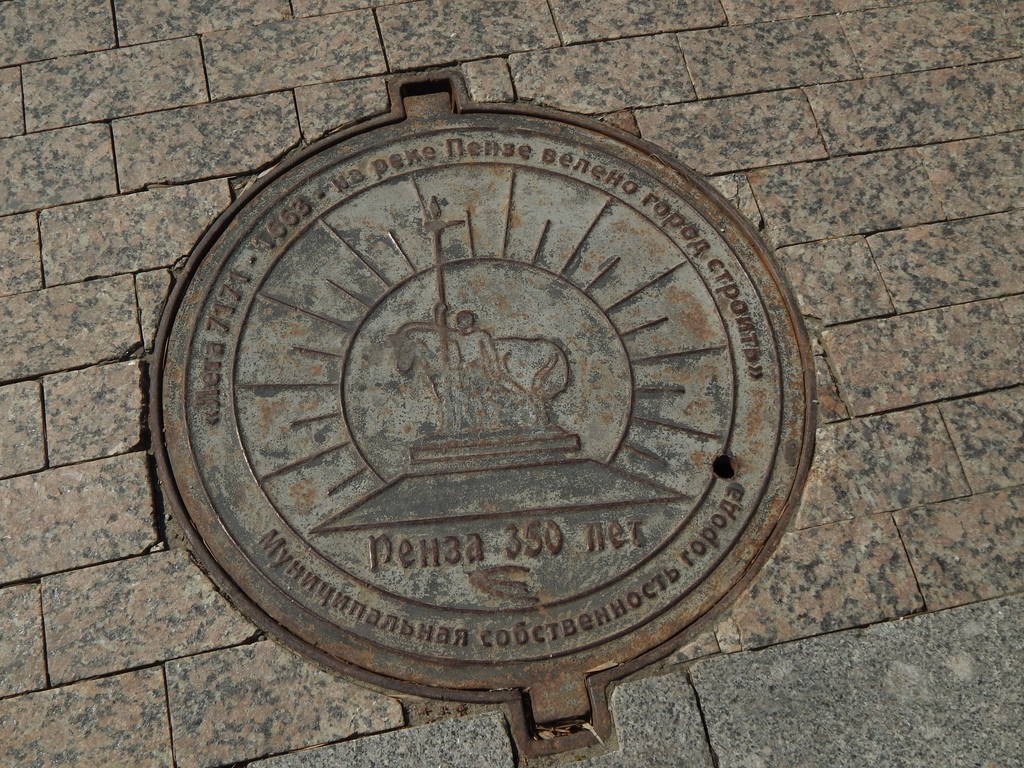 «Лета 7171 - 1663 - на реке Пензе велено город строить»
Пенза 350 лет
Муниципальная собственность города